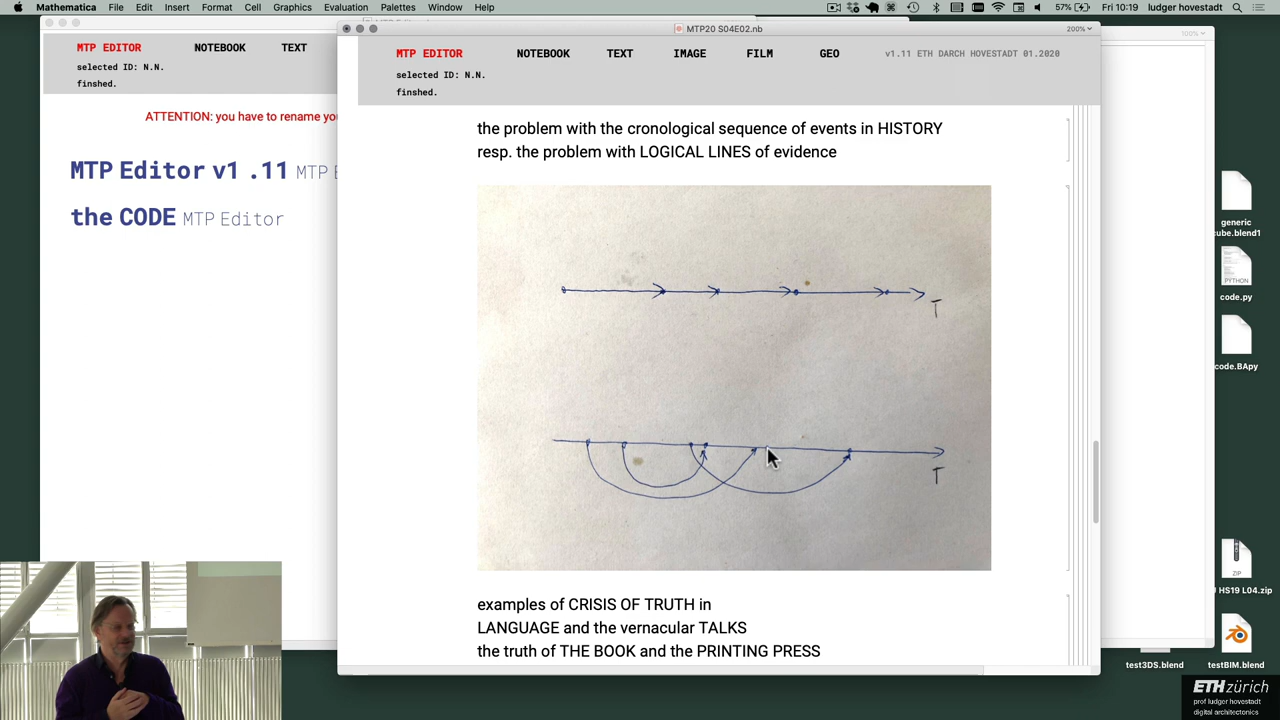 Mathematica File Edit Insert Format Cell Graphics Evaluation Palettes Window Help
57% Fri 10:19 ludger hovestadt
MTP20 S04E02.nb
200%
100%
MTP EDITOR NOTEBOOK TEXT
selected ID: N.N.
finshed.
ATTENTION: you have to rename you
MTP Editor v1 .11 MTP E
the CODE MTP Editor
MTP EDITOR NOTEBOOK TEXT IMAGE FILM GEO v1.11 ETH DARCH HOVESTADT 01.2020
selected ID: N.N.
finshed.
the problem with the cronological sequence of events in HISTORY
resp. the problem with LOGICAL LINES of evidence
T
T
examples of CRISIS OF TRUTH in
LANGUAGE and the vernacular TALKS
the truth of THE BOOK and the PRINTING PRESS
generic
cube.blend1
PYTHON
code.py
code.BApy
ZIP
HS19 L04.zip
test3DS.blend
testBIM.blend
ETH zürich
prof ludger hovestadt
digital architectonics